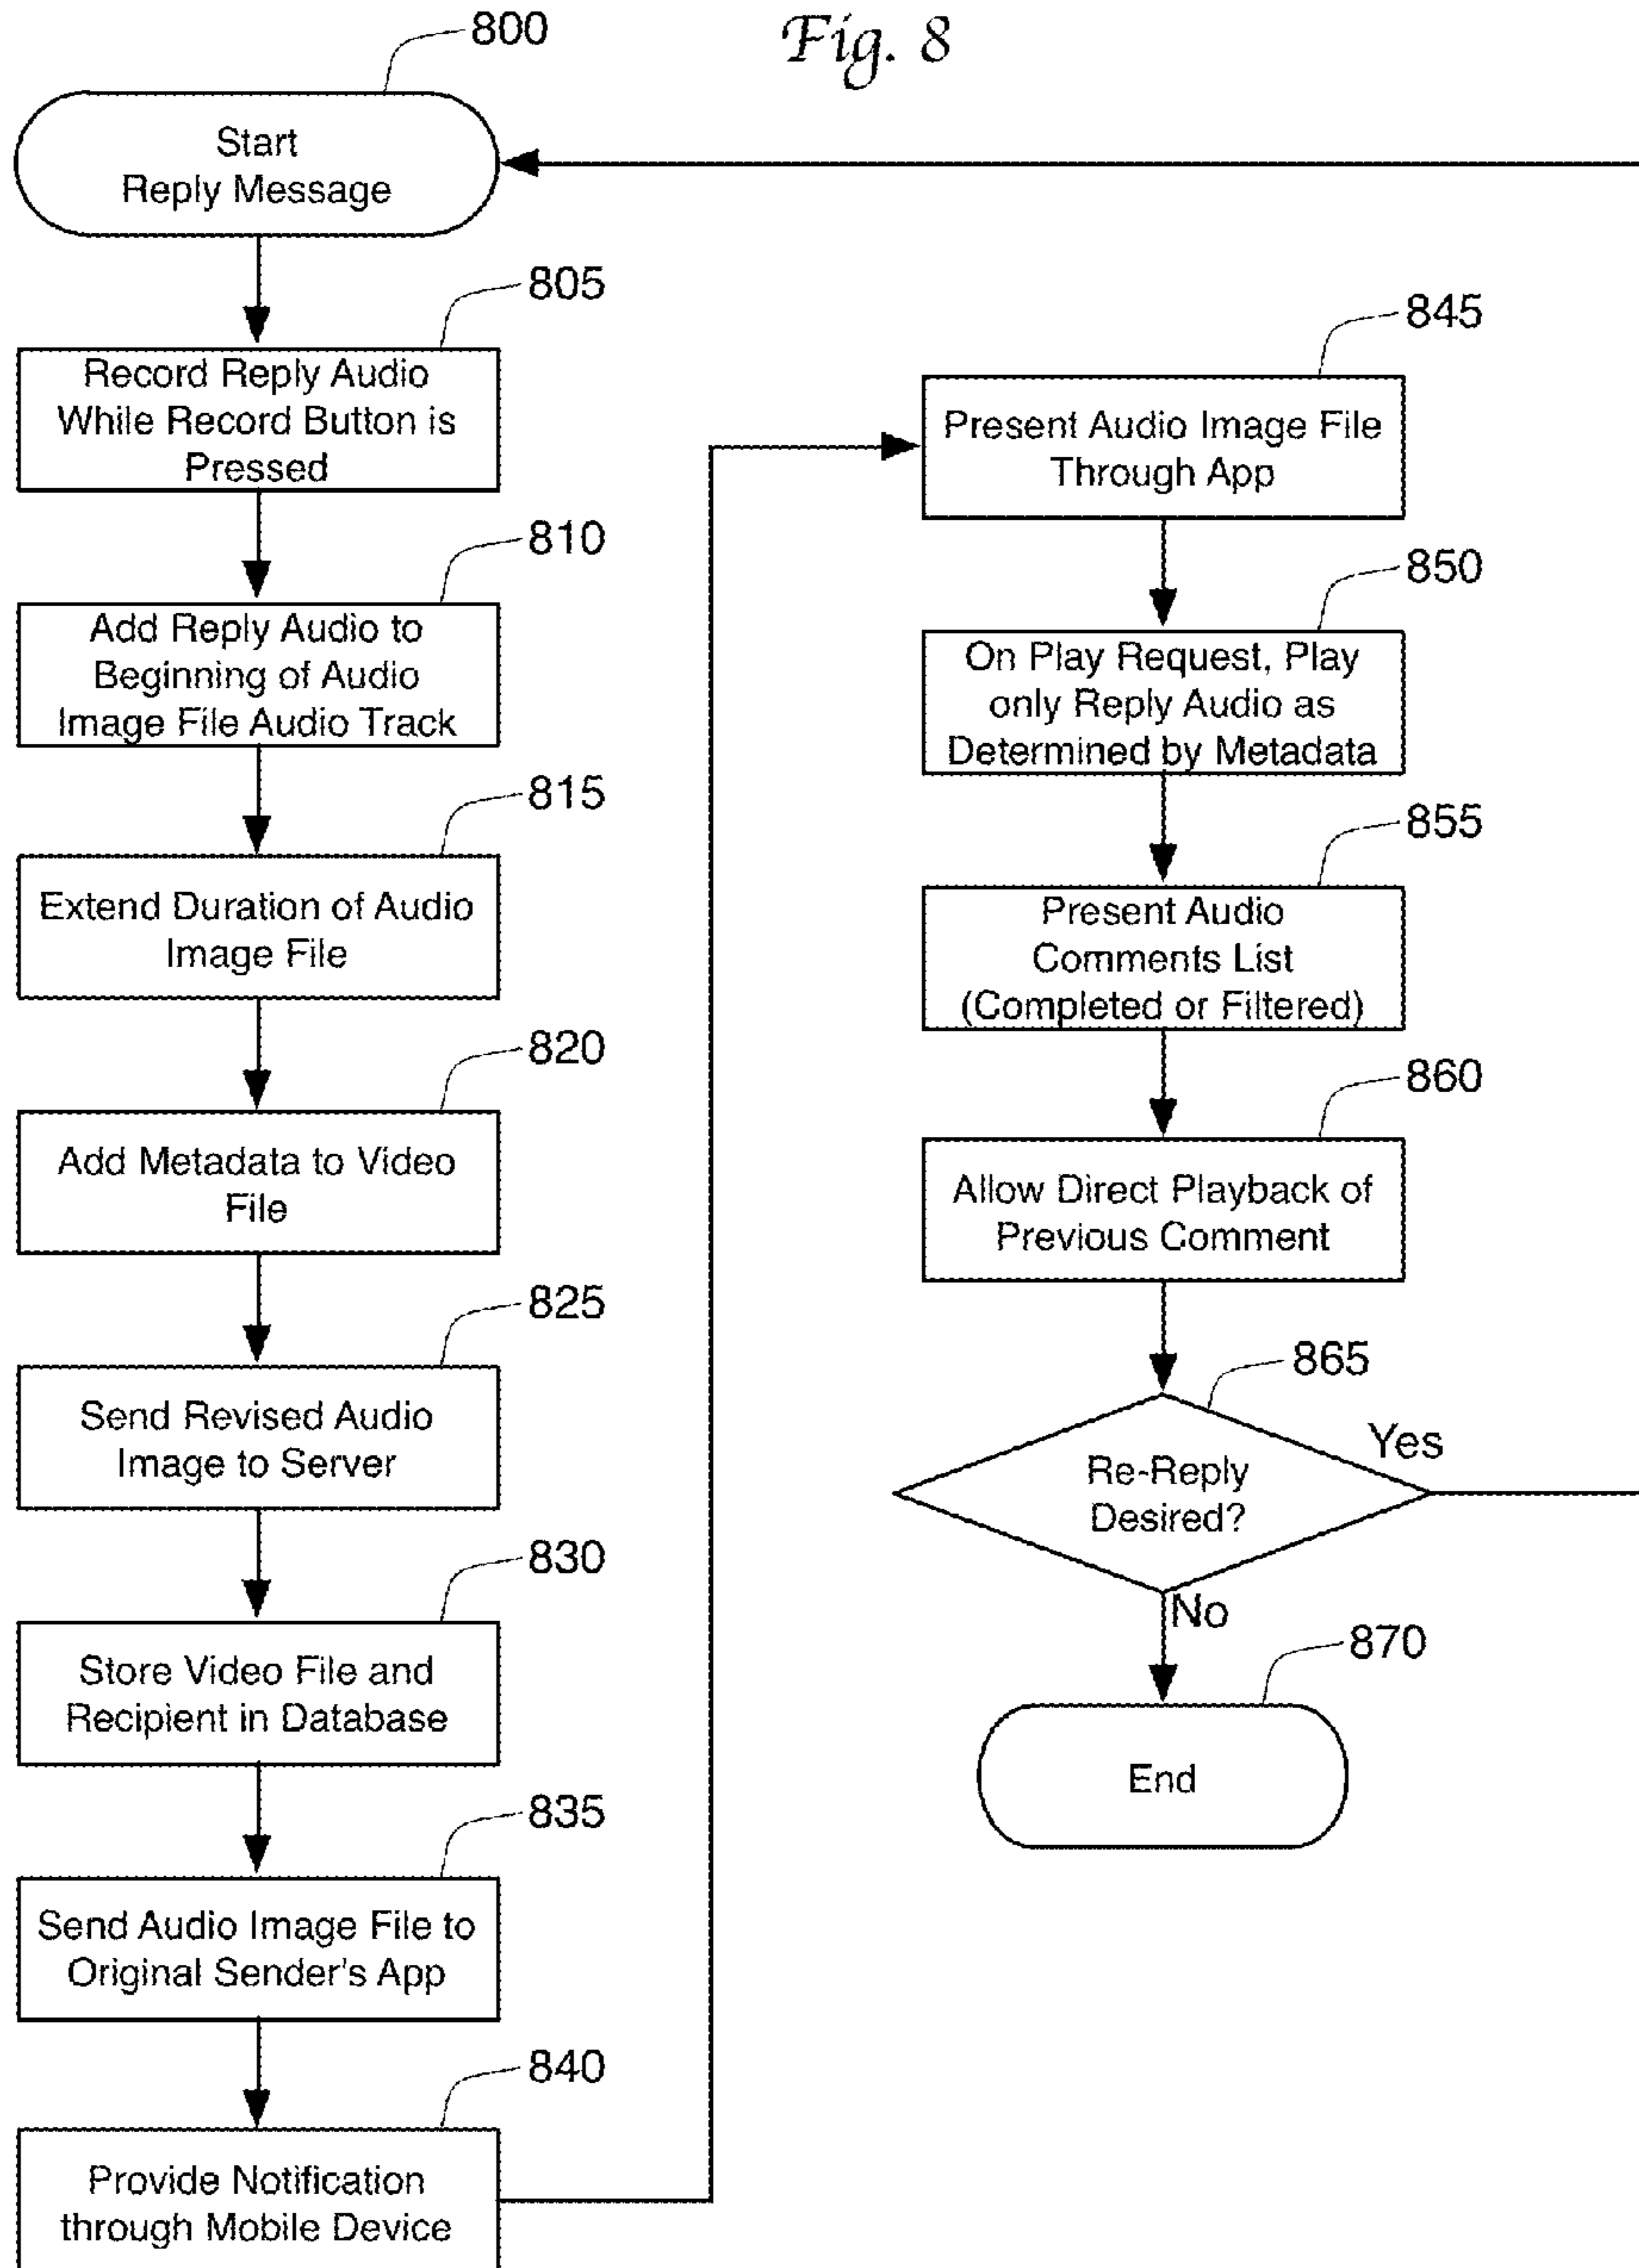 Fig. 8
800
Start
Reply Message
805
Record Reply Audio
While Record Button is
Pressed
810
Add Reply Audio to
Beginning of Audio
Image File Audio Track
815
Extend Duration of Audio
Image File
820
Add Metadata to Video
File
825
Send Revised Audio
Image to Server
830
Store Video File and
Recipient in Database
835
Send Audio Image File to
Original Sender's App
840
Provide Notification
through Mobile Device
845
Present Audio Image File
Through App
850
On Play Request, Play
only Reply Audio as
Determined by Metadata
855
Present Audio
Comments List
(Completed or Filtered)
860
Allow Direct Playback of
Previous Comment
865
Re-Reply
Desired?
Yes
No
870
End